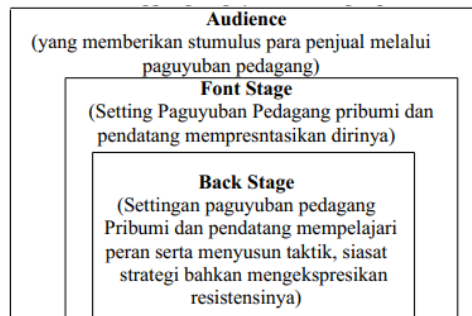 Audience
(yang memberikan stumulus para penjual melalui
paguyuban pedagang)
Font Stage
(Setting Paguyuban Pedagang pribumi dan
pendatang mempresntasikan dirinya)
Back Stage
(Settingan paguyuban pedagang
Pribumi dan pendatang mempelajari
peran serta menyusun taktik, siasat
strategi bahkan mengekspresikan
resistensinya)